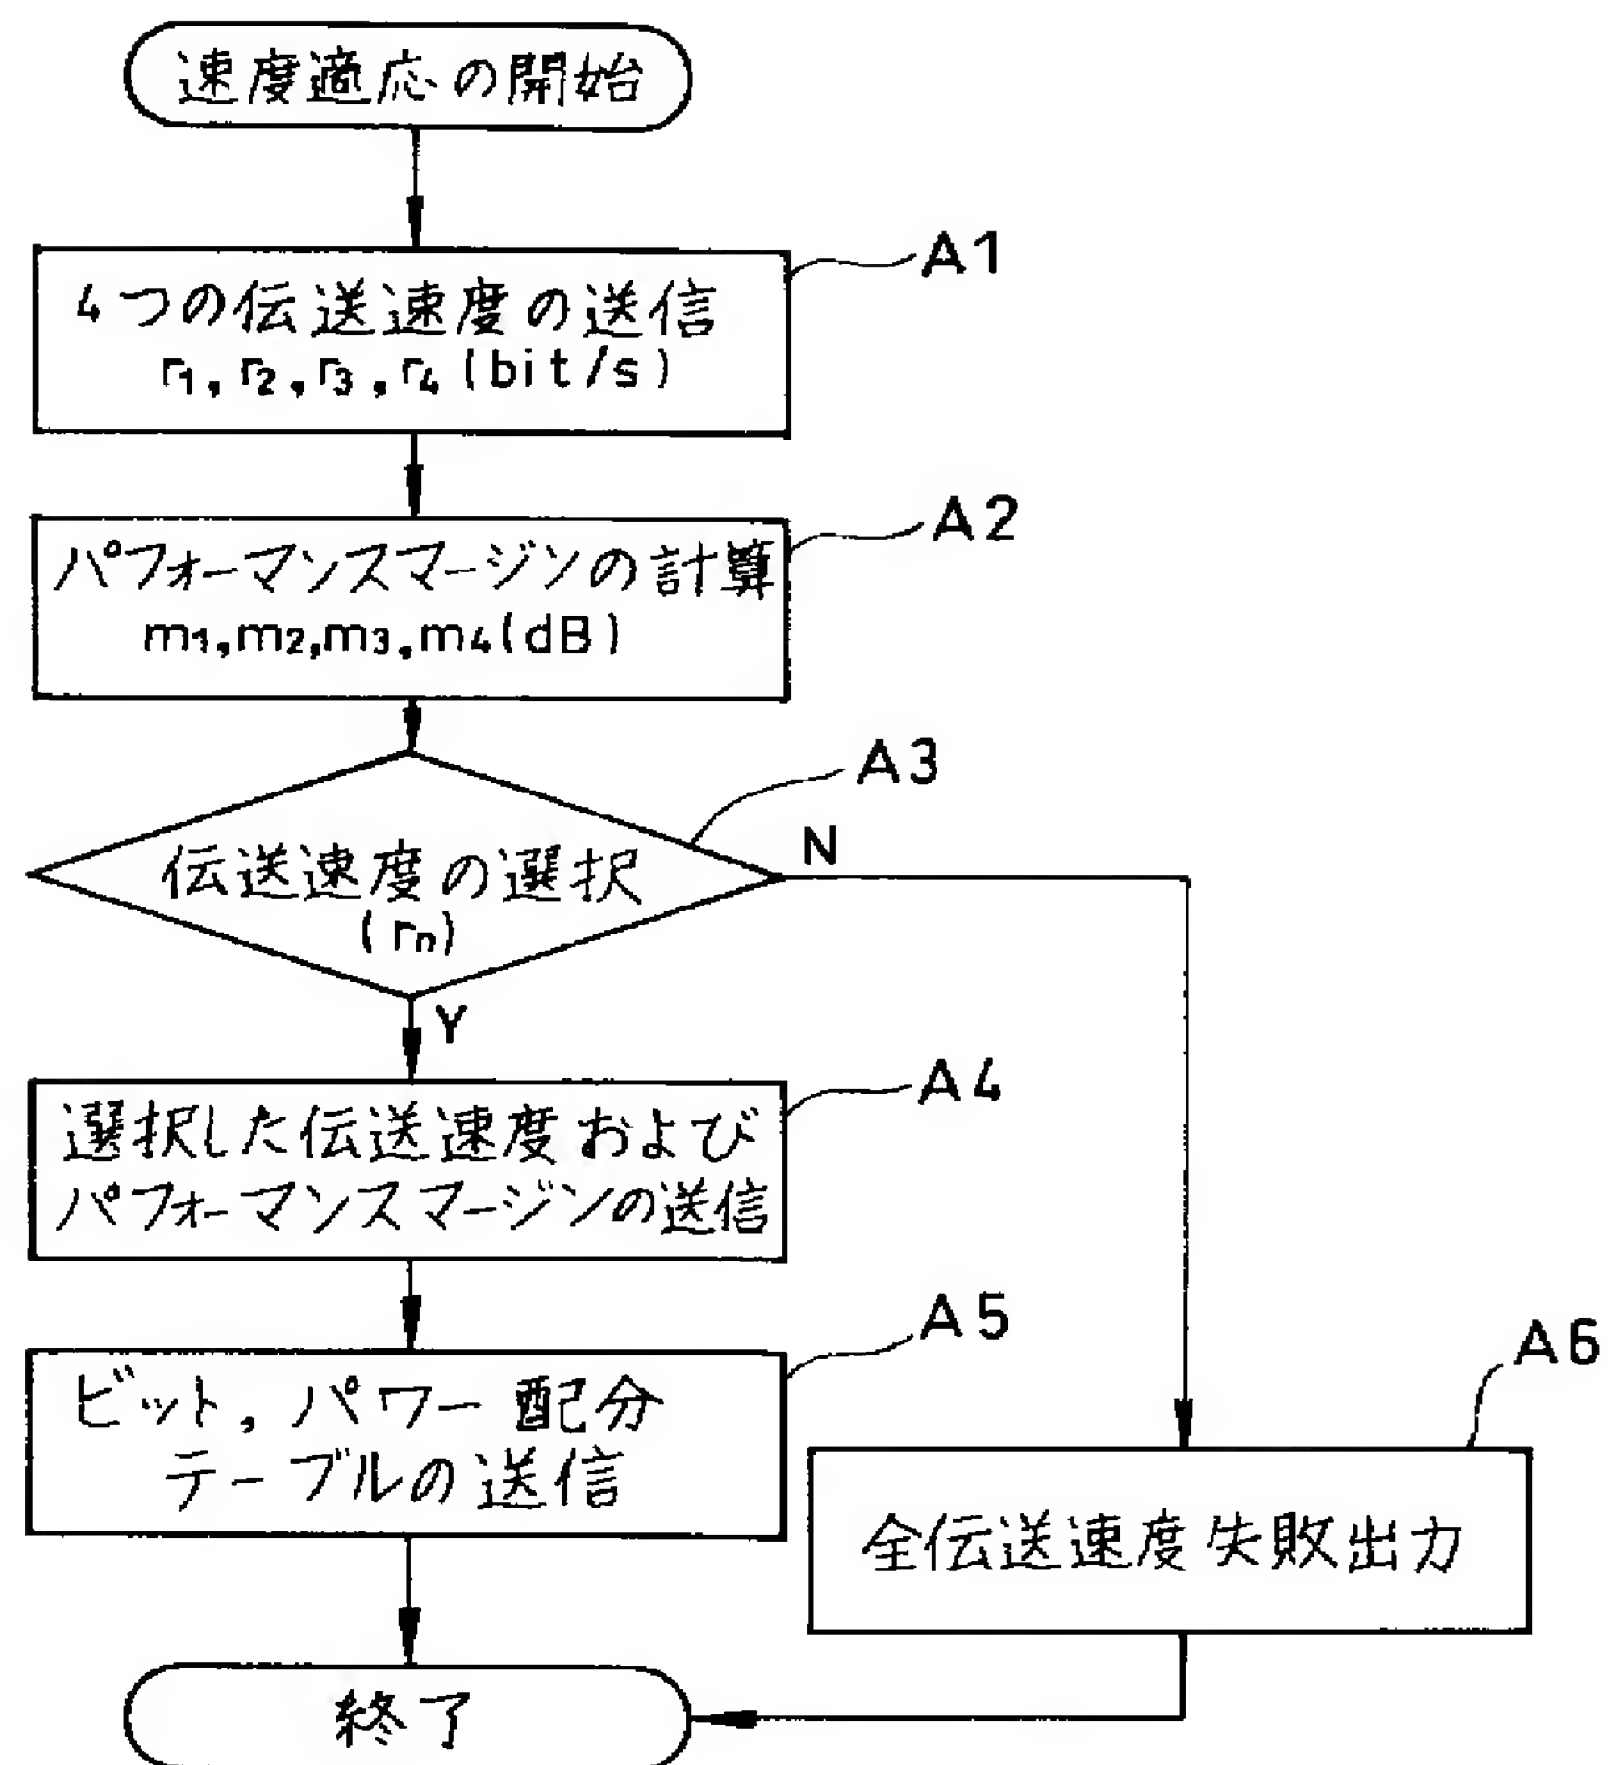 速度適応の開始
A1
4つの伝送速度の送信
r₁, r₂, r₃, r₄ (bit/s)
A2
パフォーマンスマージンの計算
m₁, m₂, m₃, m₄ (dB)
A3
伝送速度の選択
(rₙ)
N
Y
A4
選択した伝送速度および
パフォーマンスマージンの送信
A5
ビット, パワー配分
テーブルの送信
A6
全伝送速度失敗出力
終了